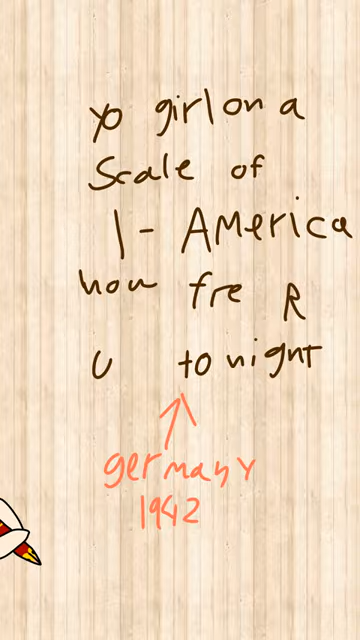 yo girl on a
Scale of
1 - America
how fre R
U tonight
germany
1942